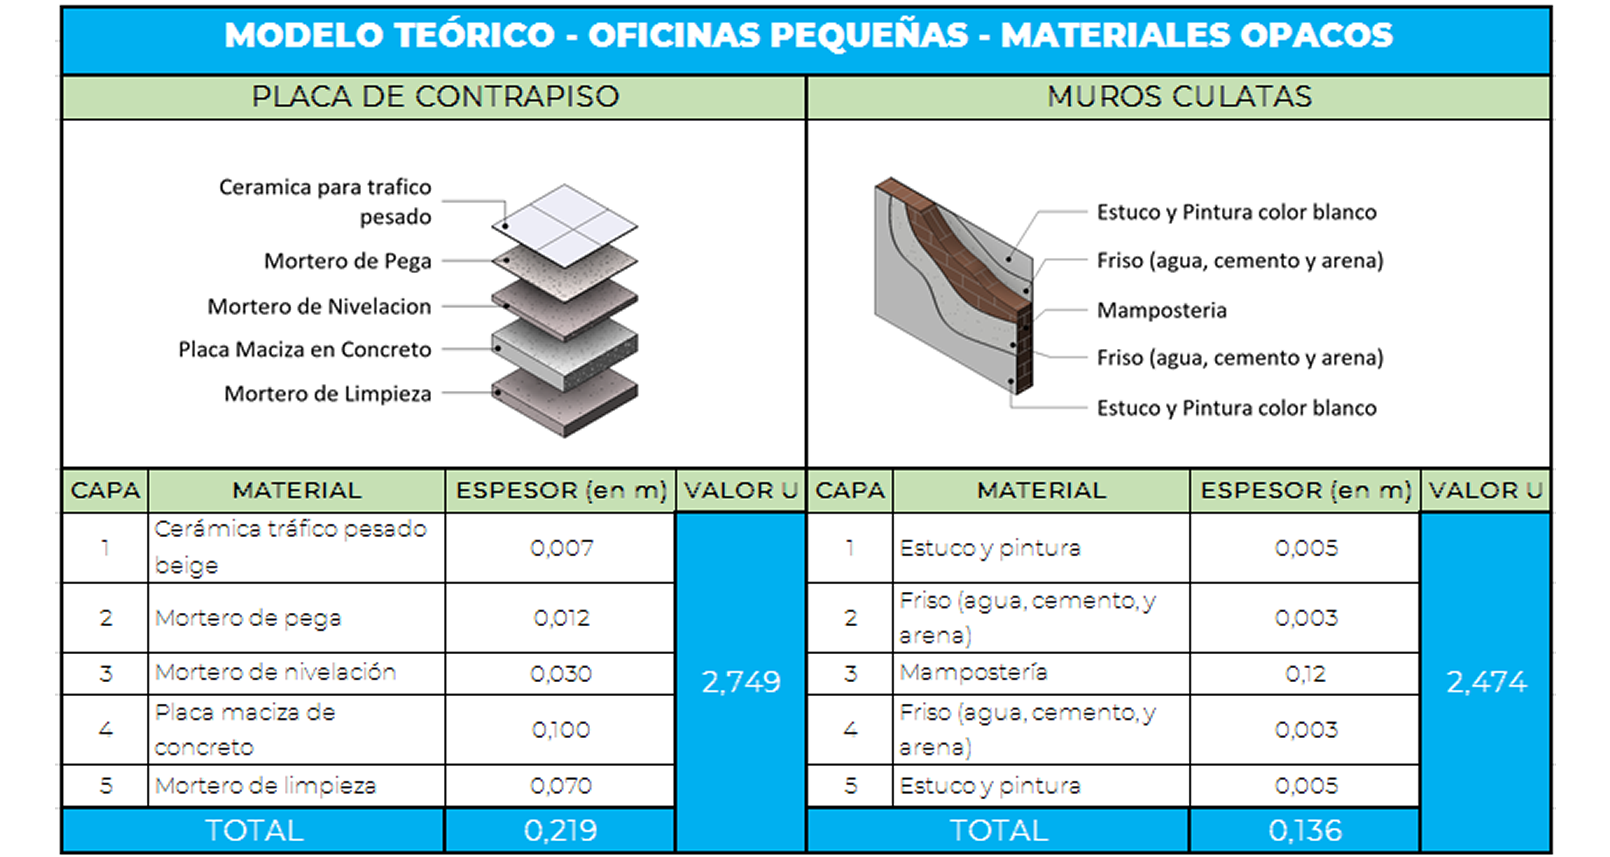 MODELO TEÓRICO - OFICINAS PEQUEÑAS - MATERIALES OPACOS
PLACA DE CONTRAPISO
Ceramica para trafico
pesado
Mortero de Pega
Mortero de Nivelacion
Placa Maciza en Concreto
Mortero de Limpieza
MUROS CULATAS
Estuco y Pintura color blanco
Friso (agua, cemento y arena)
Mamposteria
Friso (agua, cemento y arena)
Estuco y Pintura color blanco
CAPA MATERIAL ESPESOR (en m) VALOR U
1 Cerámica tráfico pesado
beige 0,007
2 Mortero de pega 0,012
3 Mortero de nivelación 0,030
4 Placa maciza de
concreto 0,100
5 Mortero de limpieza 0,070
2,749
TOTAL 0,219
CAPA MATERIAL ESPESOR (en m) VALOR U
1 Estuco y pintura 0,005
2 Friso (agua, cemento, y
arena) 0,003
3 Mampostería 0,12
4 Friso (agua, cemento, y
arena) 0,003
5 Estuco y pintura 0,005
2,474
TOTAL 0,136